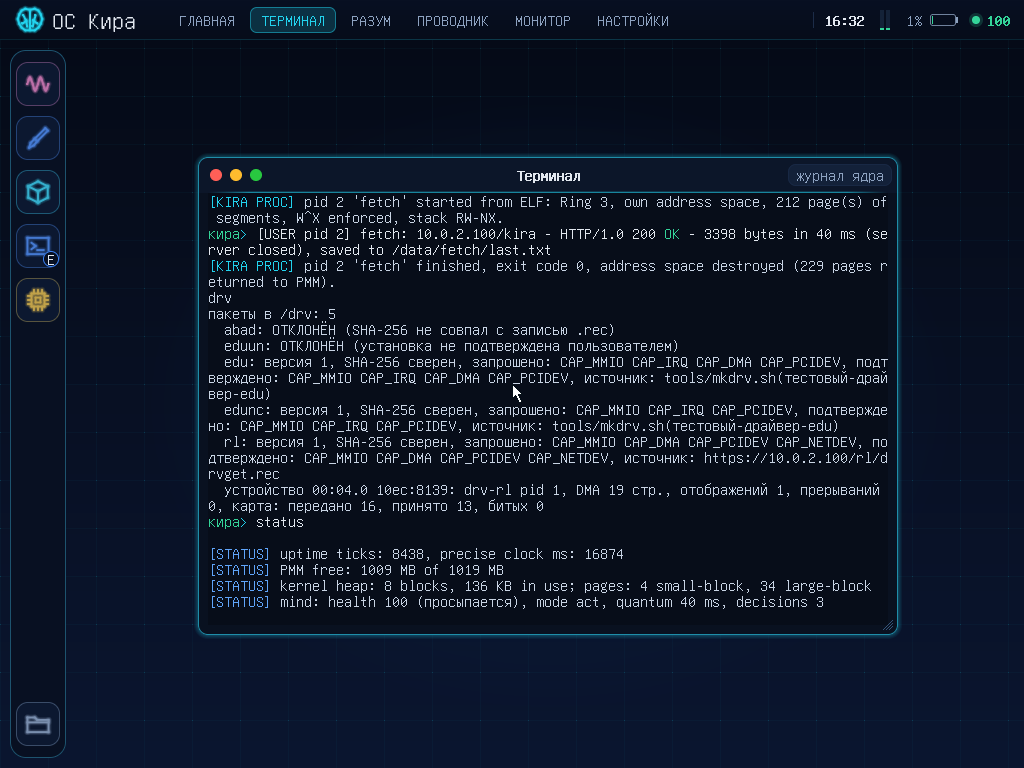 ОС Кира
ГЛАВНАЯ ТЕРМИНАЛ РАЗУМ ПРОВОДНИК МОНИТОР НАСТРОЙКИ
16:32 1% 100
E
Терминал
журнал ядра
[KIRA PROC] pid 2 'fetch' started from ELF: Ring 3, own address space, 212 page(s) of
segments, W^X enforced, stack RW-NX.
кира> [USER pid 2] fetch: 10.0.2.100/kira - HTTP/1.0 200 OK - 3398 bytes in 40 ms (se
rver closed), saved to /data/fetch/last.txt
[KIRA PROC] pid 2 'fetch' finished, exit code 0, address space destroyed (229 pages r
eturned to PMM).
drv
пакеты в /drv: 5
abad: ОТКЛОНЁН (SHA-256 не совпал с записью .rec)
eduun: ОТКЛОНЁН (установка не подтверждена пользователем)
edu: версия 1, SHA-256 сверен, запрошено: CAP_MMIO CAP_IRQ CAP_DMA CAP_PCIDEV, подт
верждено: CAP_MMIO CAP_IRQ CAP_DMA CAP_PCIDEV, источник: tools/mkdrv.sh(тестовый-драй
вер-edu)
edunc: версия 1, SHA-256 сверен, запрошено: CAP_MMIO CAP_IRQ CAP_PCIDEV, подтвержде
но: CAP_MMIO CAP_IRQ CAP_PCIDEV, источник: tools/mkdrv.sh(тестовый-драйвер-edu)
rl: версия 1, SHA-256 сверен, запрошено: CAP_MMIO CAP_DMA CAP_PCIDEV CAP_NETDEV, по
дтверждено: CAP_MMIO CAP_DMA CAP_PCIDEV CAP_NETDEV, источник: https://10.0.2.100/rl/d
rvget.rec
устройство 00:04.0 10ec:8139: drv-rl pid 1, DMA 19 стр., отображений 1, прерываний
0, карта: передано 16, принято 13, битых 0
кира> status
[STATUS] uptime ticks: 8438, precise clock ms: 16874
[STATUS] PMM free: 1009 MB of 1019 MB
[STATUS] kernel heap: 8 blocks, 136 KB in use; pages: 4 small-block, 34 large-block
[STATUS] mind: health 100 (просыпается), mode act, quantum 40 ms, decisions 3